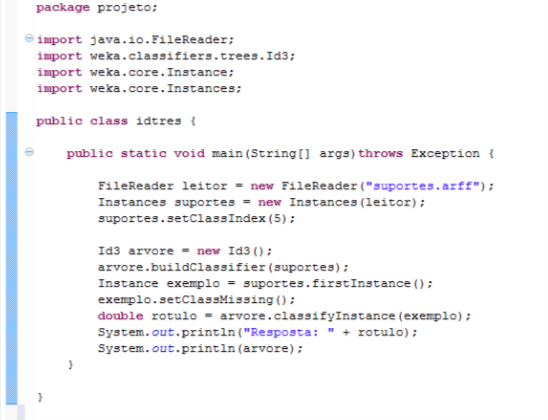 package projeto;
import java.io.FileReader;
import weka.classifiers.trees.Id3;
import weka.core.Instance;
import weka.core.Instances;
public class idtres {
public static void main(String[] args)throws Exception {
FileReader leitor = new FileReader("suportes.arff");
Instances suportes = new Instances(leitor);
suportes.setClassIndex(5);
Id3 arvore = new Id3();
arvore.buildClassifier(suportes);
Instance exemplo = suportes.firstInstance();
exemplo.setClassMissing();
double rotulo = arvore.classifyInstance(exemplo);
System.out.println("Resposta: " + rotulo);
System.out.println(arvore);
}
}